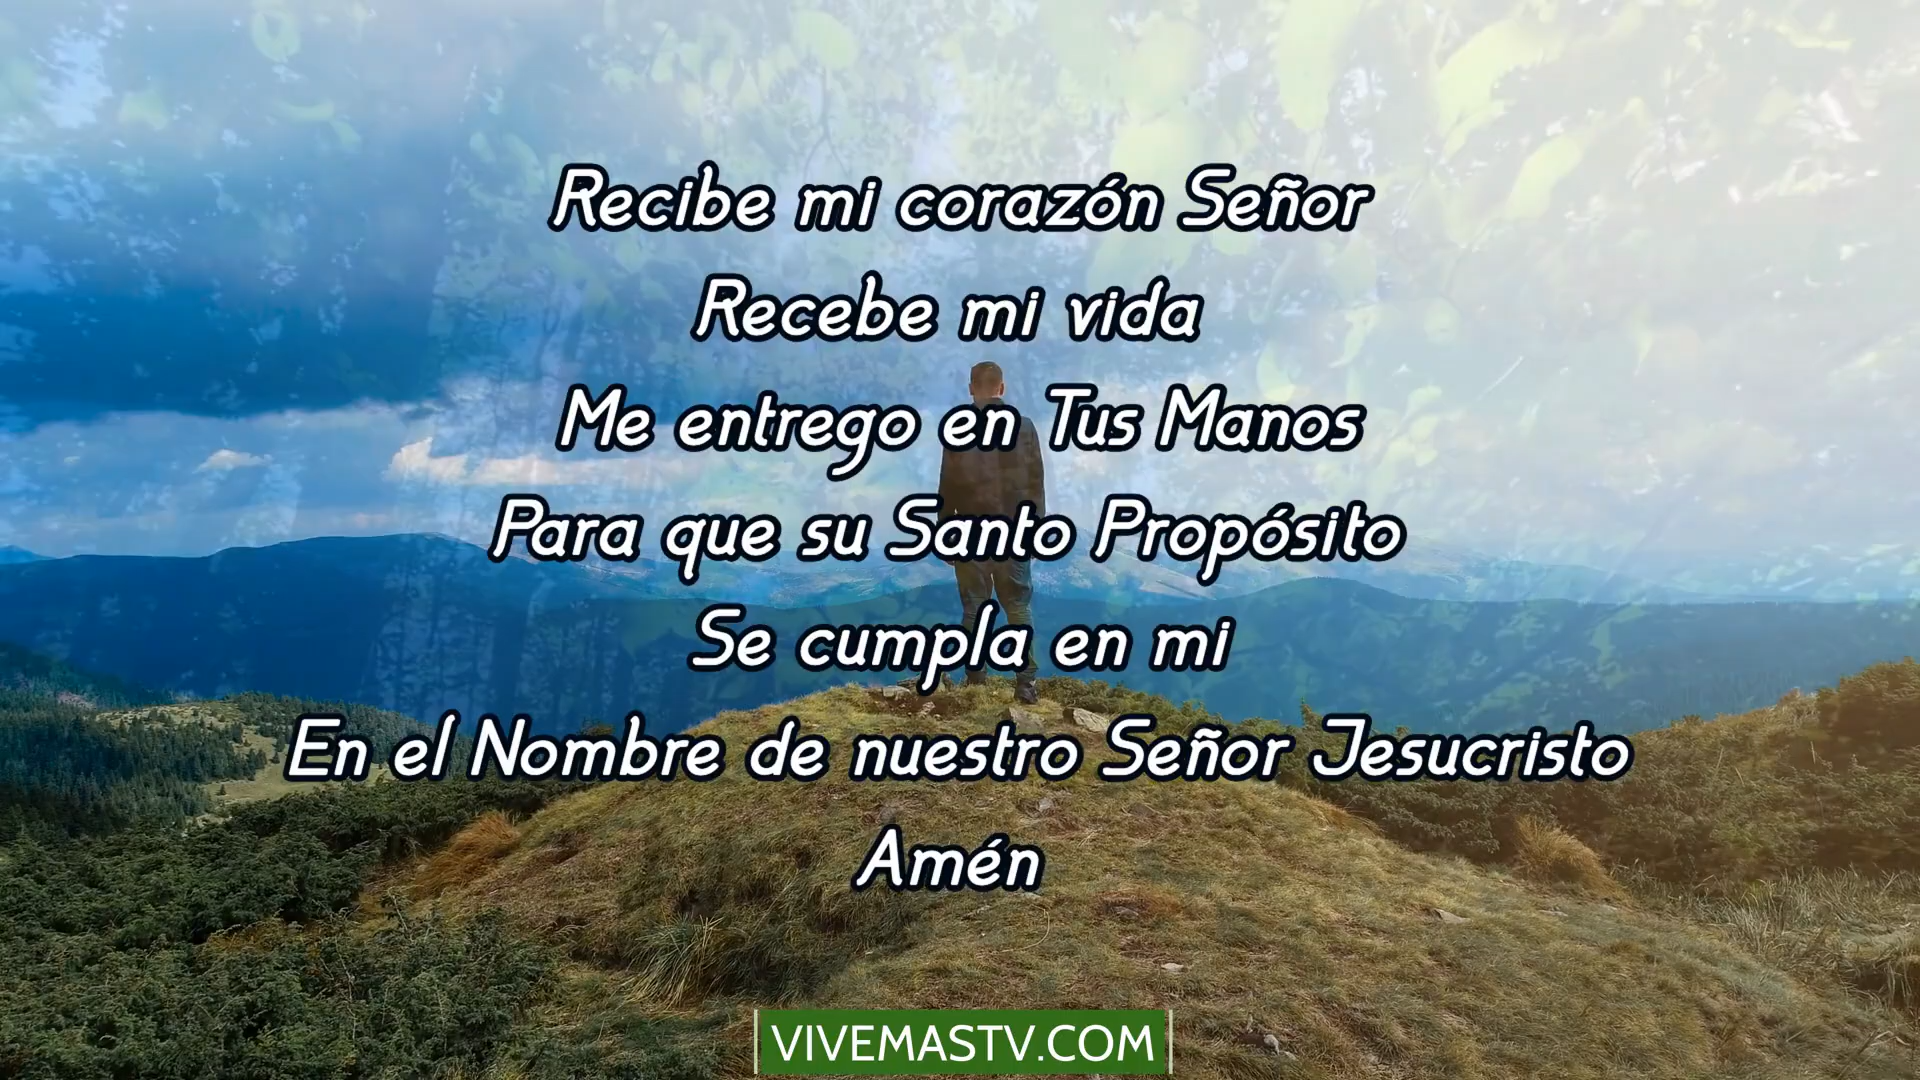 Recibe mi corazón Señor
Recebe mi vida
Me entrego en Tus Manos
Para que su Santo Propósito
Se cumpla en mi
En el Nombre de nuestro Señor Jesucristo
Amén
VIVEMASTV.COM